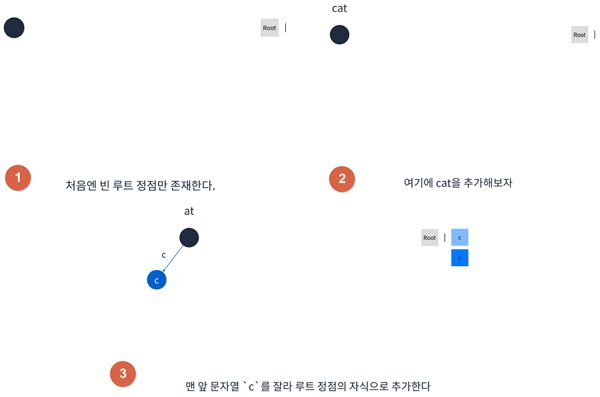 cat
Root |
Root |
1
처음엔 빈 루트 정점만 존재한다.
2
여기에 cat을 추가해보자
at
c
c
Root | c
c
3
맨 앞 문자열 `c`를 잘라 루트 정점의 자식으로 추가한다